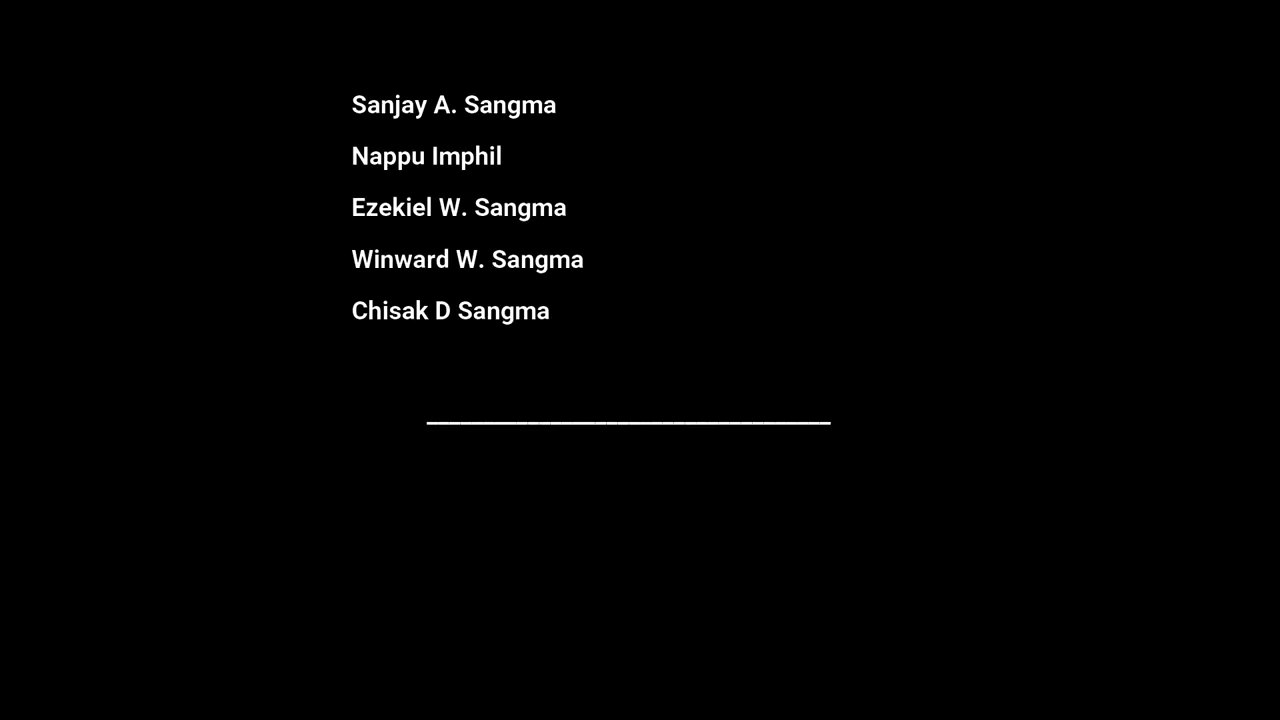 Sanjay A. Sangma
Nappu Imphil
Ezekiel W. Sangma
Winward W. Sangma
Chisak D Sangma